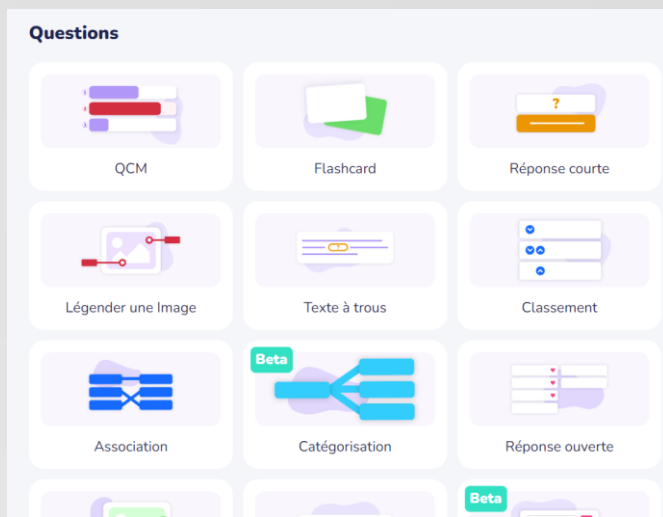 Questions
?
QCM
Flashcard
Réponse courte
Légender une Image
Texte à trous
Classement
Beta
Association
Catégorisation
Réponse ouverte
Beta